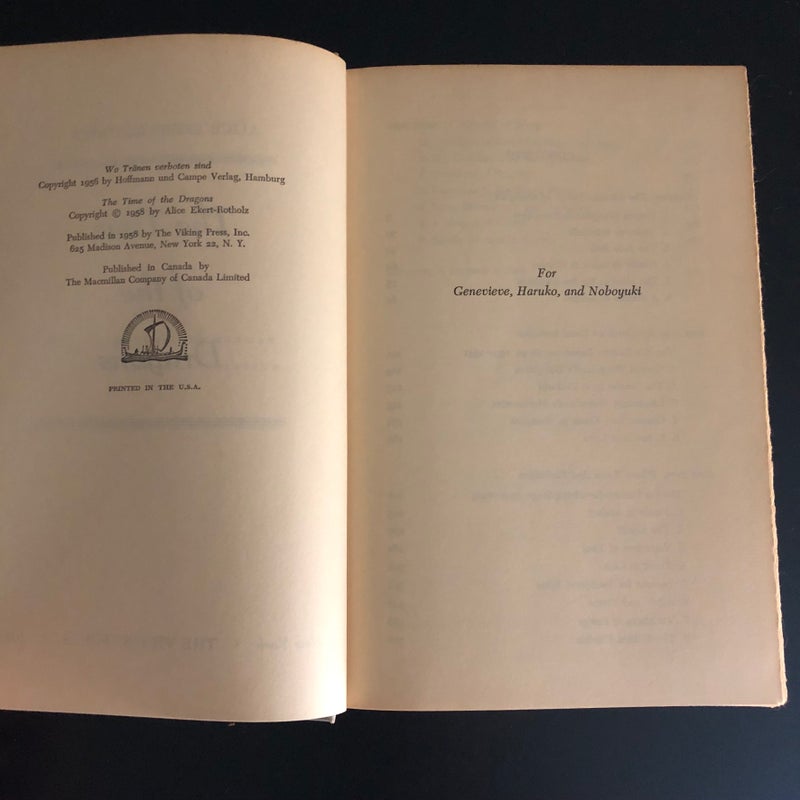 Wo Tränen verboten sind
Copyright 1956 by Hoffmann und Campe Verlag, Hamburg
The Time of the Dragons
Copyright © 1958 by Alice Ekert-Rotholz
Published in 1958 by The Viking Press, Inc.
625 Madison Avenue, New York 22, N. Y.
Published in Canada by
The Macmillan Company of Canada Limited
PRINTED IN THE U.S.A.
For
Genevieve, Haruko, and Noboyuki